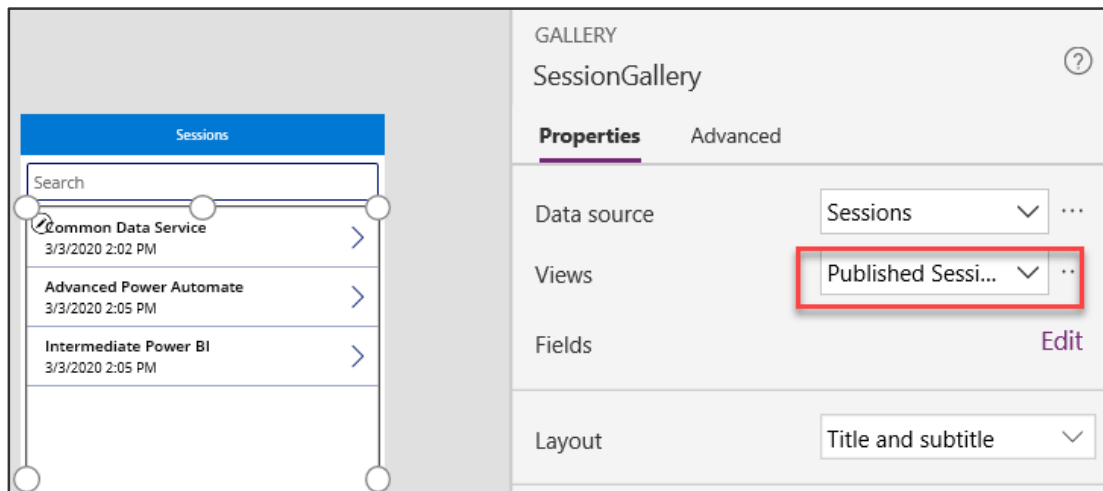 Sessions
Search
Common Data Service
3/3/2020 2:02 PM
Advanced Power Automate
3/3/2020 2:05 PM
Intermediate Power BI
3/3/2020 2:05 PM
GALLERY
SessionGallery
?
Properties Advanced
Data source Sessions ...
Views Published Sessi... ..
Fields Edit
Layout Title and subtitle